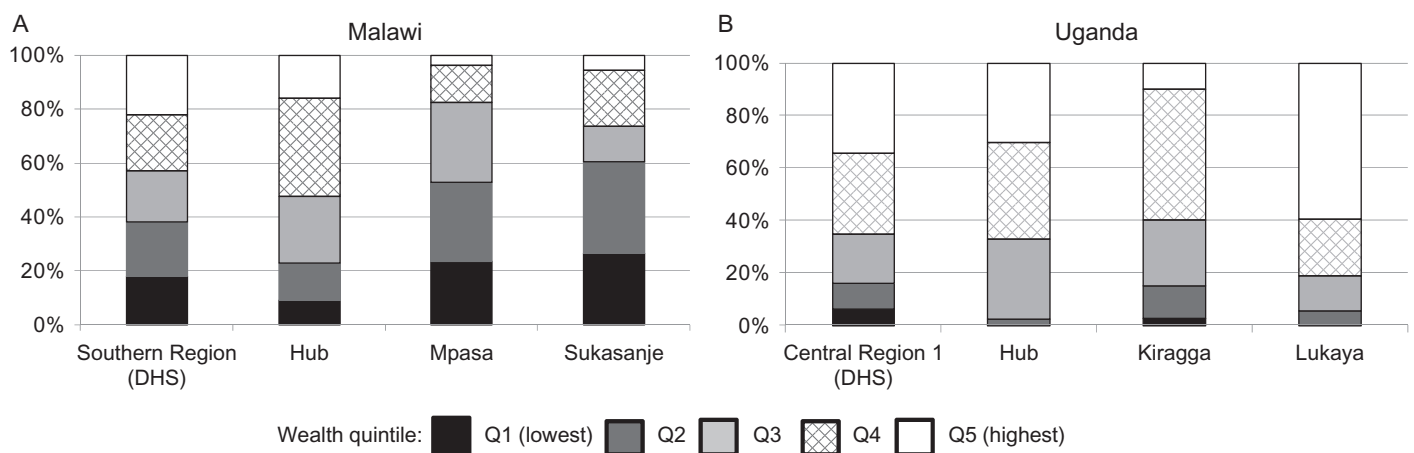 A
Malawi
100%
80%
60%
40%
20%
0%
Southern Region
(DHS)
Hub
Mpasa
Sukasanje
B
Uganda
100%
80%
60%
40%
20%
0%
Central Region 1
(DHS)
Hub
Kiragga
Lukaya
Wealth quintile: Q1 (lowest) Q2 Q3 Q4 Q5 (highest)